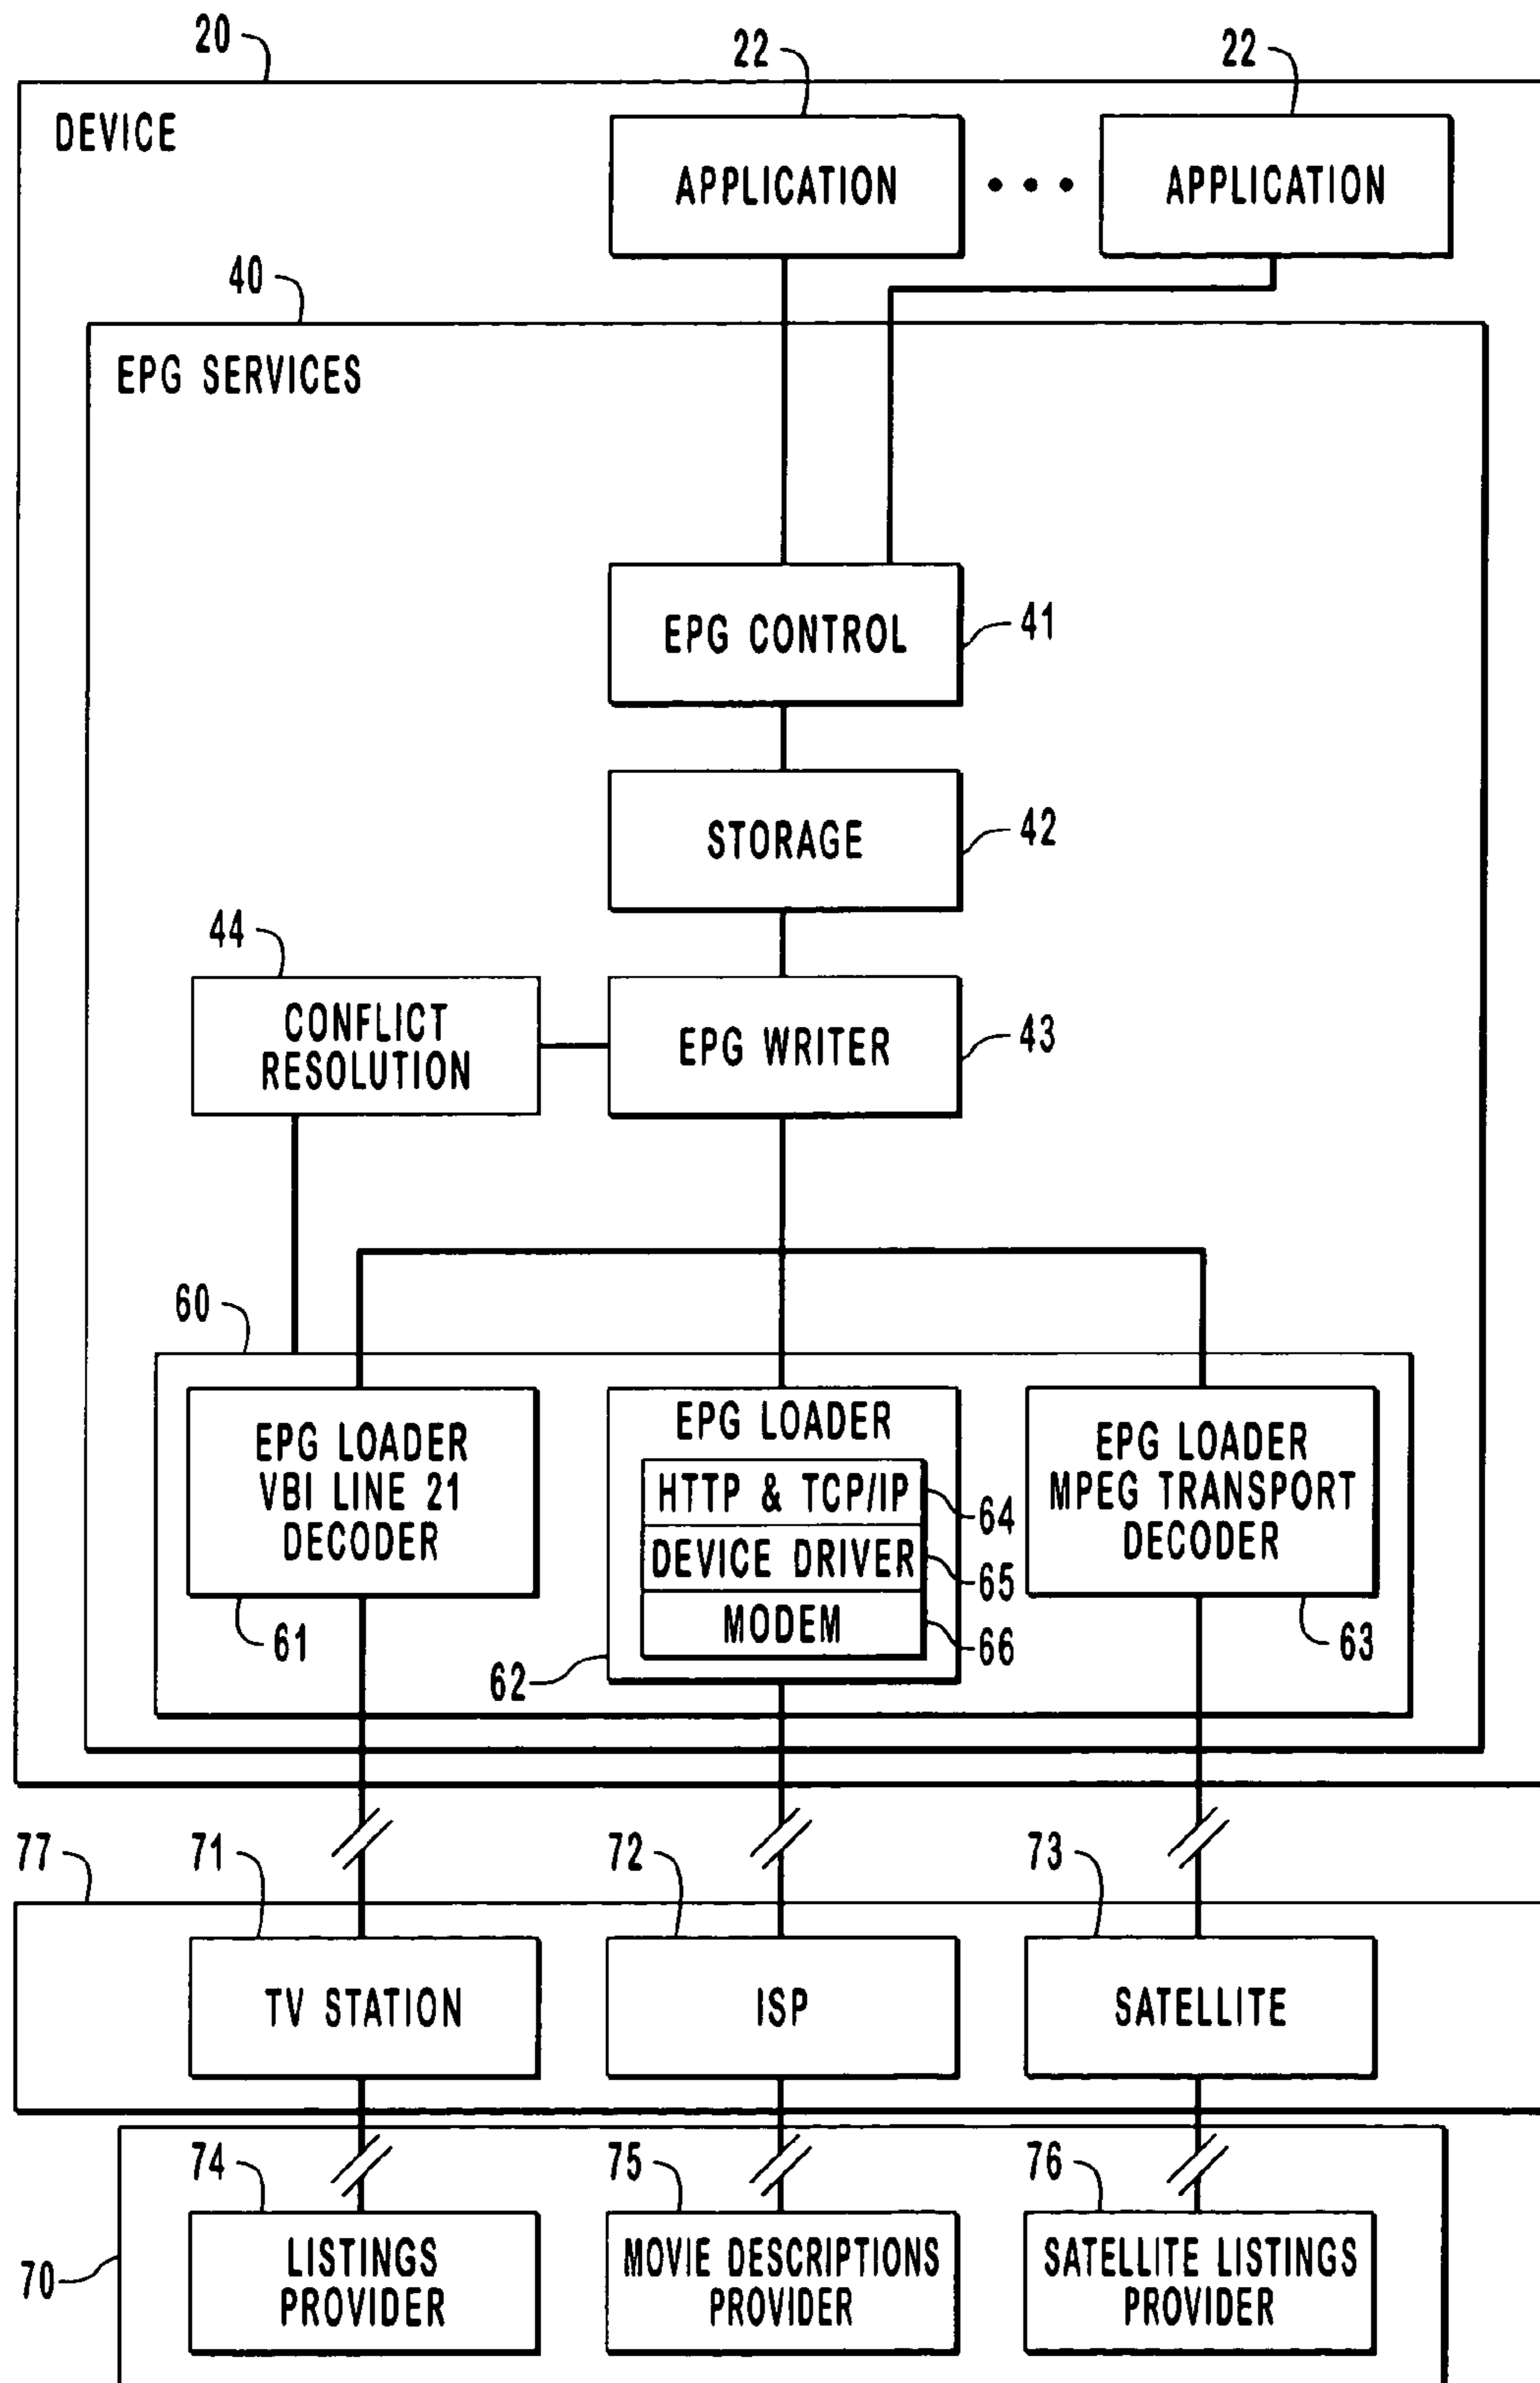 20
22
22
DEVICE
APPLICATION
• • •
APPLICATION
40
EPG SERVICES
EPG CONTROL
41
STORAGE
42
44
CONFLICT
RESOLUTION
EPG WRITER
43
60
EPG LOADER
VBI LINE 21
DECODER
61
EPG LOADER
HTTP & TCP/IP
64
DEVICE DRIVER
65
MODEM
66
62
EPG LOADER
MPEG TRANSPORT
DECODER
63
77
71
72
73
TV STATION
ISP
SATELLITE
74
75
76
70
LISTINGS
PROVIDER
MOVIE DESCRIPTIONS
PROVIDER
SATELLITE LISTINGS
PROVIDER